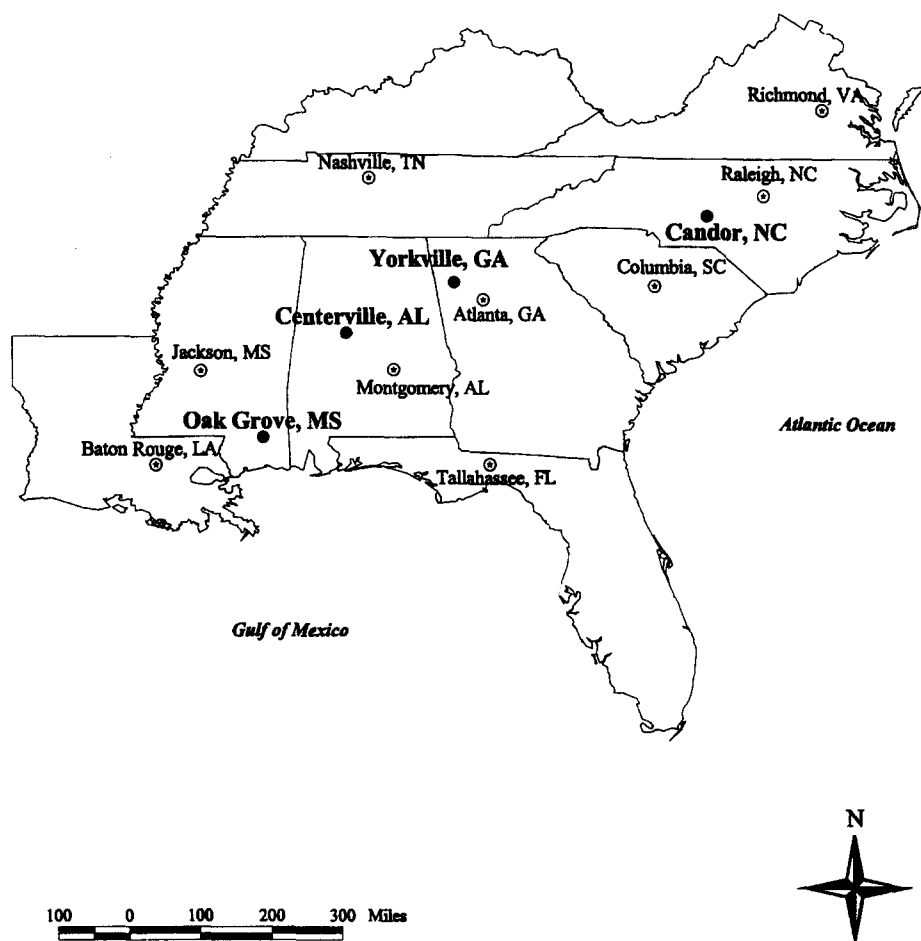 Richmond, VA
Nashville, TN
Raleigh, NC
Candor, NC
Yorkville, GA
Columbia, SC
Atlanta, GA
Centerville, AL
Jackson, MS
Montgomery, AL
Oak Grove, MS
Atlantic Ocean
Baton Rouge, LA
Tallahassee, FL
Gulf of Mexico
N
100 0 100 200 300 Miles